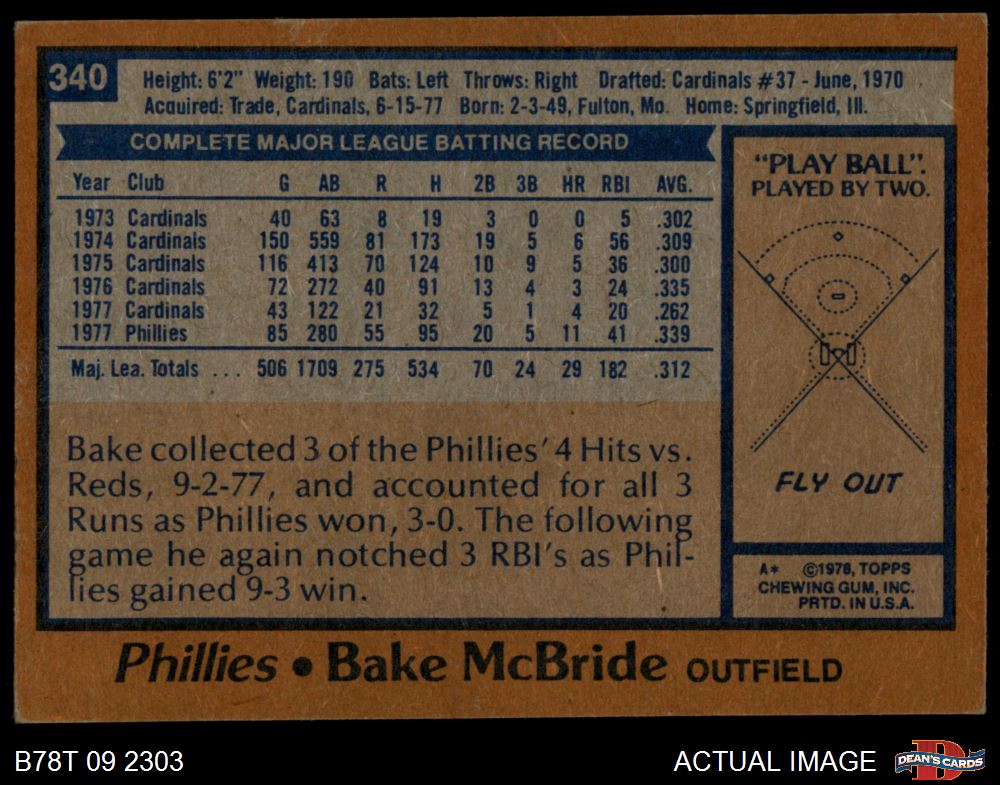 340
Height: 6'2" Weight: 190 Bats: Left Throws: Right Drafted: Cardinals #37 - June, 1970
Acquired: Trade, Cardinals, 6-15-77 Born: 2-3-49, Fulton, Mo. Home: Springfield, Ill.
COMPLETE MAJOR LEAGUE BATTING RECORD
Year Club G AB R H 2B 3B HR RBI AVG.
1973 Cardinals 40 63 8 19 3 0 0 5 .302
1974 Cardinals 150 559 81 173 19 5 6 56 .309
1975 Cardinals 116 413 70 124 10 9 5 36 .300
1976 Cardinals 72 272 40 91 13 4 3 24 .335
1977 Cardinals 43 122 21 32 5 1 4 20 .262
1977 Phillies 85 280 55 95 20 5 11 41 .339
Maj. Lea. Totals ... 506 1709 275 534 70 24 29 182 .312
Bake collected 3 of the Phillies' 4 Hits vs.
Reds, 9-2-77, and accounted for all 3
Runs as Phillies won, 3-0. The following
game he again notched 3 RBI's as Phil-
lies gained 9-3 win.
"PLAY BALL".
PLAYED BY TWO.
FLY OUT
A* ©1978, TOPPS
CHEWING GUM, INC.
PRTD. IN U.S.A.
Phillies • Bake McBride OUTFIELD
B78T 09 2303
ACTUAL IMAGE
DEAN'S CARDS